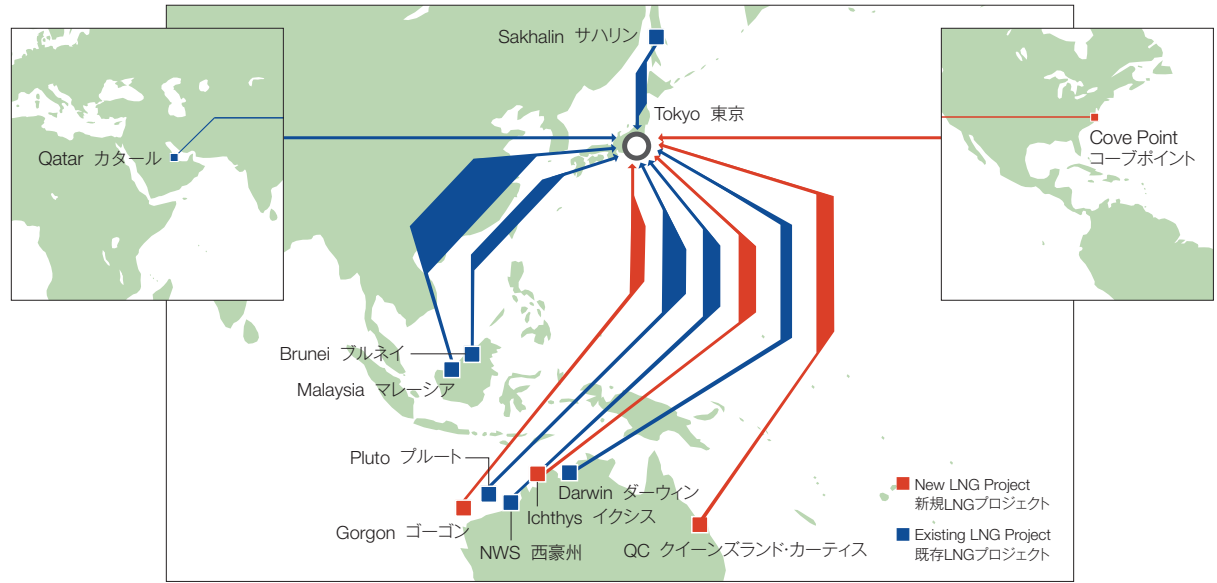 Sakhalin サハリン
Tokyo 東京
Qatar カタール
Cove Point
コーブポイント
Brunei ブルネイ
Malaysia マレーシア
Pluto プルート
Darwin ダーウィン
Gorgon ゴーゴン
Ichthys イクシス
NWS 西豪州
QC クイーンズランド・カーティス
New LNG Project
新規LNGプロジェクト
Existing LNG Project
既存LNGプロジェクト